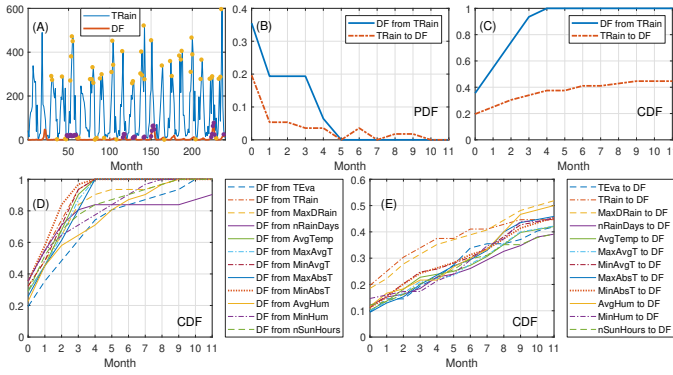 (A)
TRain
DF
600
400
200
0
50
100
150
200
Month
(B)
DF from TRain
TRain to DF
0.4
0.3
0.2
0.1
0
PDF
0 1 2 3 4 5 6 7 8 9 10 11
Month
(C)
DF from TRain
TRain to DF
1
0.8
0.6
0.4
0.2
0
CDF
0 1 2 3 4 5 6 7 8 9 10 11
Month
(D)
1
0.8
0.6
0.4
0.2
0
CDF
0 1 2 3 4 5 6 7 8 9 10 11
Month
DF from TEva
DF from TRain
DF from MaxDRain
DF from nRainDays
DF from AvgTemp
DF from MaxAvgT
DF from MinAvgT
DF from MaxAbsT
DF from MinAbsT
DF from AvgHum
DF from MinHum
DF from nSunHours
(E)
0.6
0.5
0.4
0.3
0.2
0.1
0
CDF
0 1 2 3 4 5 6 7 8 9 10 11
Month
TEva to DF
TRain to DF
MaxDRain to DF
nRainDays to DF
AvgTemp to DF
MaxAvgT to DF
MinAvgT to DF
MaxAbsT to DF
MinAbsT to DF
AvgHum to DF
MinHum to DF
nSunHours to DF